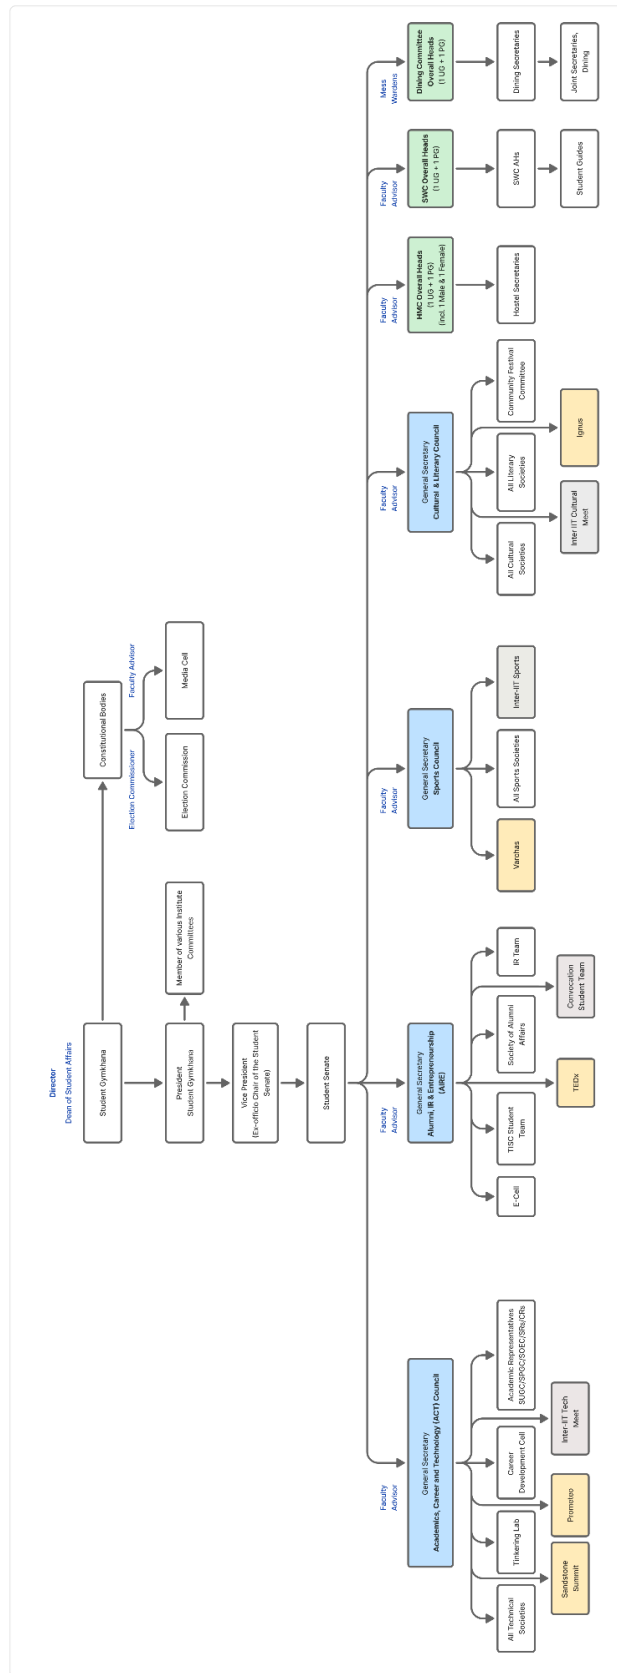 Director
Dean of Student Affairs
Student Gymkhana
Constitutional Bodies
Election Commissioner
Faculty Advisor
Election Commission
Media Cell
President
Student Gymkhana
Member of various Institute
Committees
Vice President
(Ex-officio Chair of the Student
Senate)
Student Senate
Faculty
Advisor
General Secretary
Academics, Career and Technology (ACT) Council
All Technical
Societies
Tinkering Lab
Career
Development Cell
Academic Representatives
SUGC/SPGC/SOEC/SRs/CRs
Sandstone
Summit
Prometeo
Inter-IIT Tech
Meet
Faculty
Advisor
General Secretary
Alumni, IR & Entrepreneurship
(AIRE)
E-Cell
TISC Student
Team
Society of Alumni
Affairs
IR Team
TEDx
Convocation
Student Team
Faculty
Advisor
General Secretary
Sports Council
Varchas
All Sports Societies
Inter-IIT Sports
Faculty
Advisor
General Secretary
Cultural & Literary Council
All Cultural
Societies
All Literary
Societies
Community Festival
Committee
Inter IIT Cultural
Meet
Ignus
Faculty
Advisor
HMC Overall Heads
(1 UG + 1 PG)
(incl. 1 Male & 1 Female)
Hostel Secretaries
Faculty
Advisor
SWC Overall Heads
(1 UG + 1 PG)
SWC AHs
Student Guides
Mess
Wardens
Dining Committee
Overall Heads
(1 UG + 1 PG)
Dining Secretaries
Joint Secretaries,
Dining